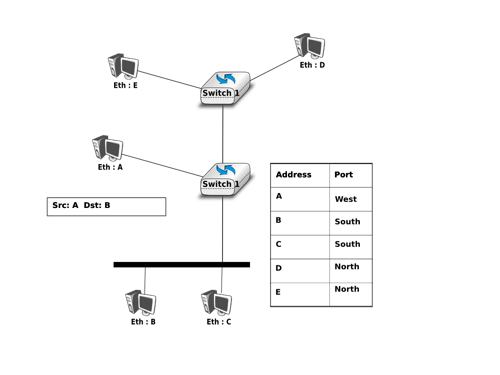 Eth : D
Eth : E
Switch 1
Eth : A
Switch 1
Src: A Dst: B
Address Port
A West
B South
C South
D North
E North
Eth : B
Eth : C